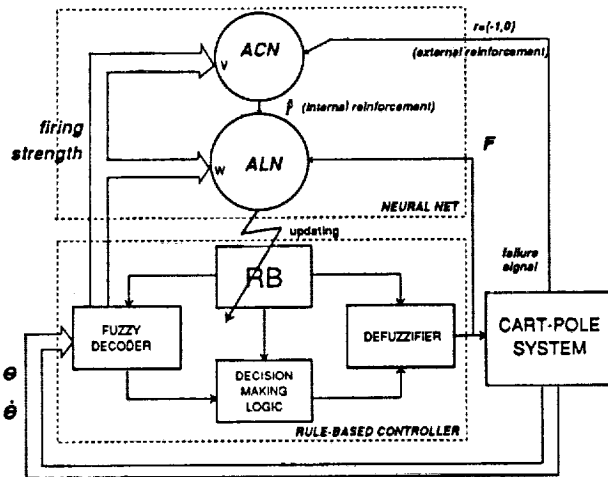 ACN
r=(-1,0)
(external reinforcement)
v
r̂ (internal reinforcement)
firing
strength
ALN
w
F
NEURAL NET
updating
RB
failure
signal
FUZZY
DECODER
DEFUZZIFIER
CART-POLE
SYSTEM
DECISION
MAKING
LOGIC
Θ
Θ̇
RULE-BASED CONTROLLER